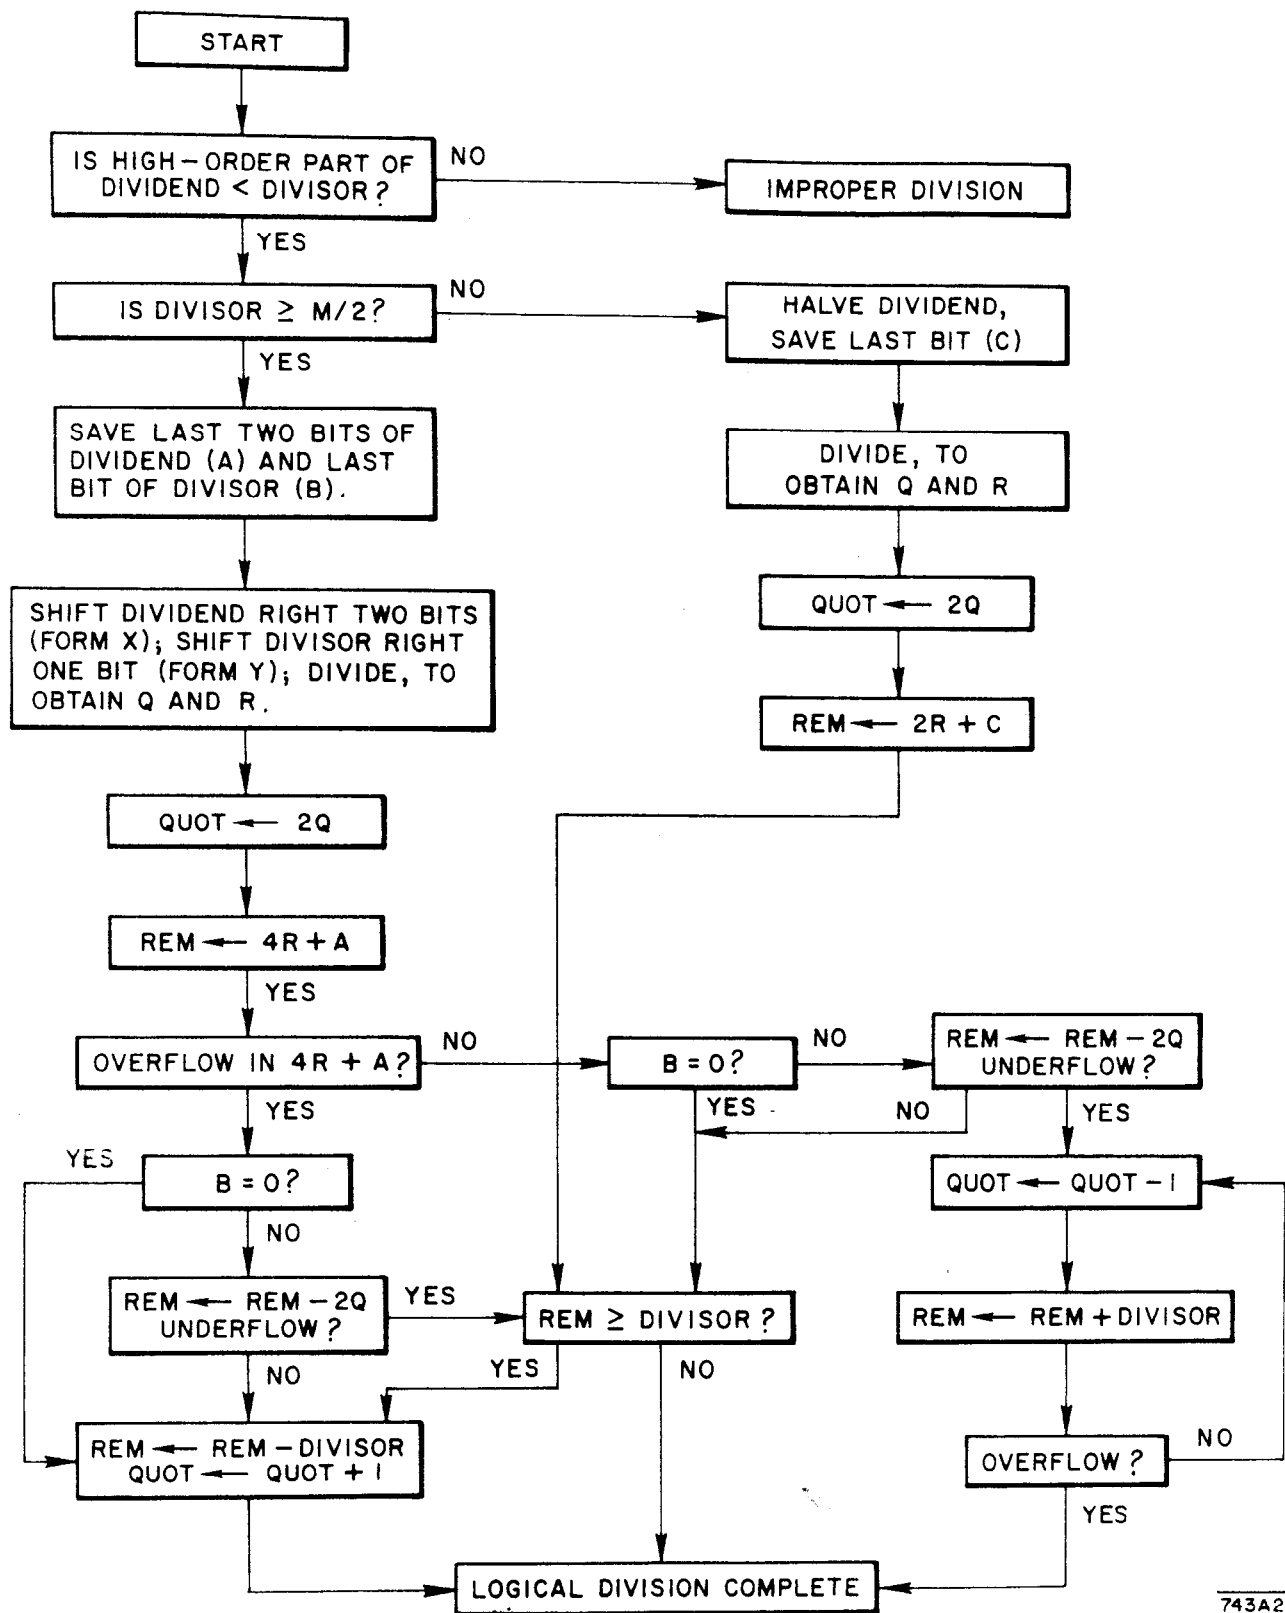 START
IS HIGH-ORDER PART OF
DIVIDEND < DIVISOR?
NO
IMPROPER DIVISION
YES
IS DIVISOR ≥ M/2?
NO
HALVE DIVIDEND,
SAVE LAST BIT (C)
YES
SAVE LAST TWO BITS OF
DIVIDEND (A) AND LAST
BIT OF DIVISOR (B).
DIVIDE, TO
OBTAIN Q AND R
SHIFT DIVIDEND RIGHT TWO BITS
(FORM X); SHIFT DIVISOR RIGHT
ONE BIT (FORM Y); DIVIDE, TO
OBTAIN Q AND R.
QUOT ← 2Q
REM ← 2R + C
QUOT ← 2Q
REM ← 4R + A
YES
OVERFLOW IN 4R + A?
NO
B = 0?
NO
REM ← REM - 2Q
UNDERFLOW?
YES
YES
NO
YES
YES
B = 0?
QUOT ← QUOT - 1
NO
REM ← REM - 2Q
UNDERFLOW?
YES
REM ≥ DIVISOR?
REM ← REM + DIVISOR
NO
YES
NO
REM ← REM - DIVISOR
QUOT ← QUOT + 1
OVERFLOW?
NO
YES
LOGICAL DIVISION COMPLETE
743A2